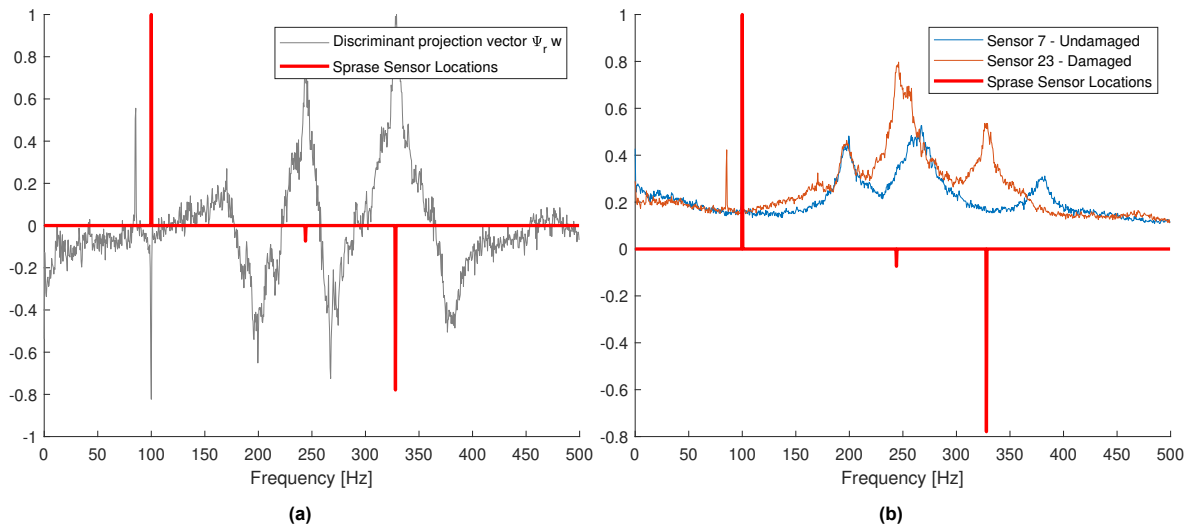 1
0.8
0.6
0.4
0.2
0
-0.2
-0.4
-0.6
-0.8
-1
0 50 100 150 200 250 300 350 400 450 500
Frequency [Hz]
Discriminant projection vector Ψ_r w
Sprase Sensor Locations
(a)
1
0.8
0.6
0.4
0.2
0
-0.2
-0.4
-0.6
-0.8
0 50 100 150 200 250 300 350 400 450 500
Frequency [Hz]
Sensor 7 - Undamaged
Sensor 23 - Damaged
Sprase Sensor Locations
(b)